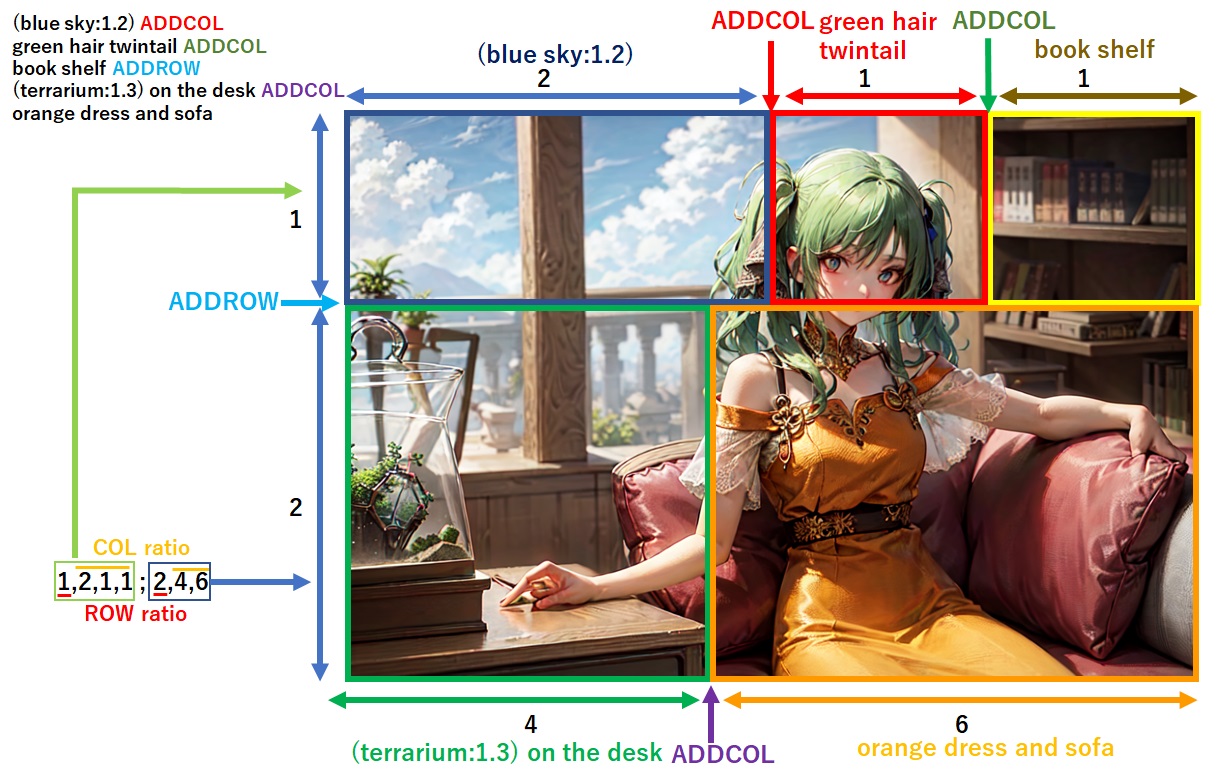 (blue sky:1.2) ADDCOL
green hair twintail ADDCOL
book shelf ADDROW
(terrarium:1.3) on the desk ADDCOL
orange dress and sofa
(blue sky:1.2)
2
ADDCOL
green hair
twintail
1
ADDCOL
book shelf
1
1
ADDROW
2
COL ratio
1,2,1,1 ; 2,4,6
ROW ratio
4
(terrarium:1.3) on the desk
ADDCOL
6
orange dress and sofa